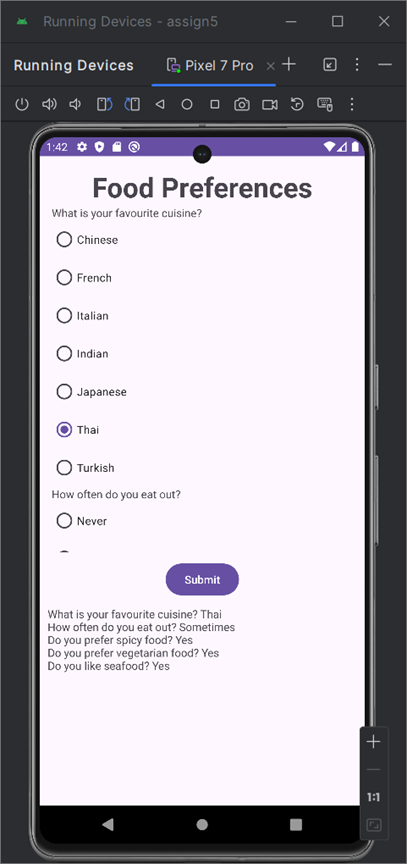 Running Devices - assign5
Running Devices
Pixel 7 Pro
1:42
Food Preferences
What is your favourite cuisine?
Chinese
French
Italian
Indian
Japanese
Thai
Turkish
How often do you eat out?
Never
Submit
What is your favourite cuisine? Thai
How often do you eat out? Sometimes
Do you prefer spicy food? Yes
Do you prefer vegetarian food? Yes
Do you like seafood? Yes
1:1